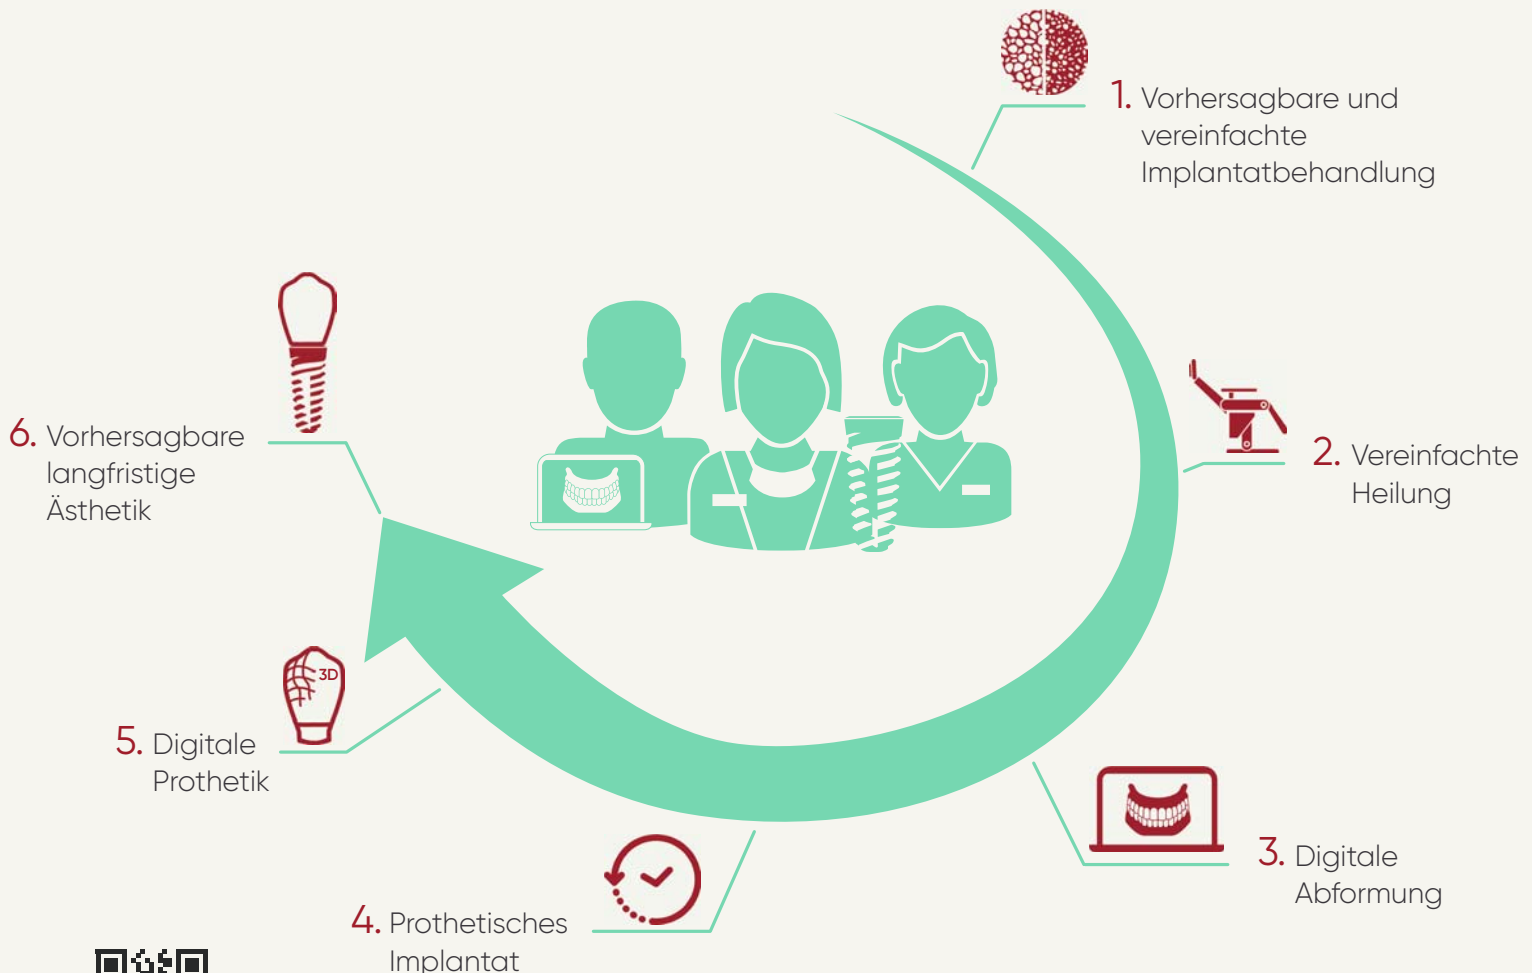 1. Vorhersagbare und
vereinfachte
Implantatbehandlung
2. Vereinfachte
Heilung
3. Digitale
Abformung
4. Prothetisches
Implantat
5. Digitale
Prothetik
3D
6. Vorhersagbare
langfristige
Ästhetik